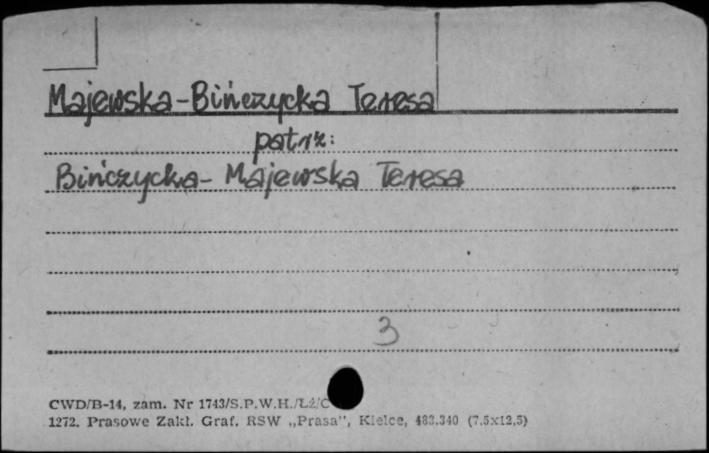 Majewska-Bińczycka Teresa
patrz:
Bińczycka-Majewska Teresa
3
CWD/B-14, zam. Nr 1743/S.P.W.H./Łź/C
1272. Prasowe Zakł. Graf. RSW „Prasa", Kielce, 483.340 (7,5x12,5)